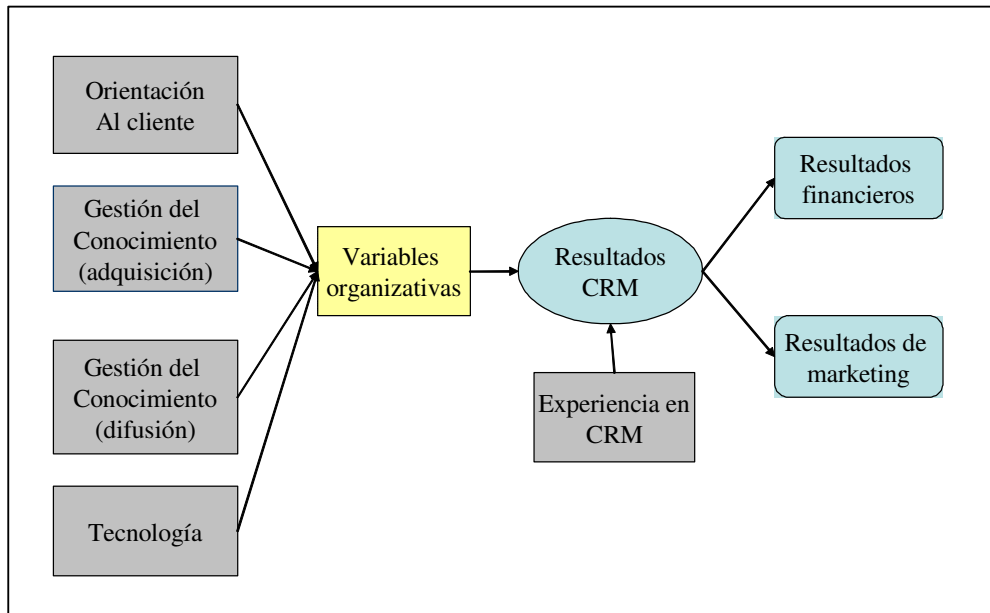 Orientación
Al cliente
Gestión del
Conocimiento
(adquisición)
Gestión del
Conocimiento
(difusión)
Tecnología
Variables
organizativas
Resultados
CRM
Experiencia en
CRM
Resultados
financieros
Resultados de
marketing